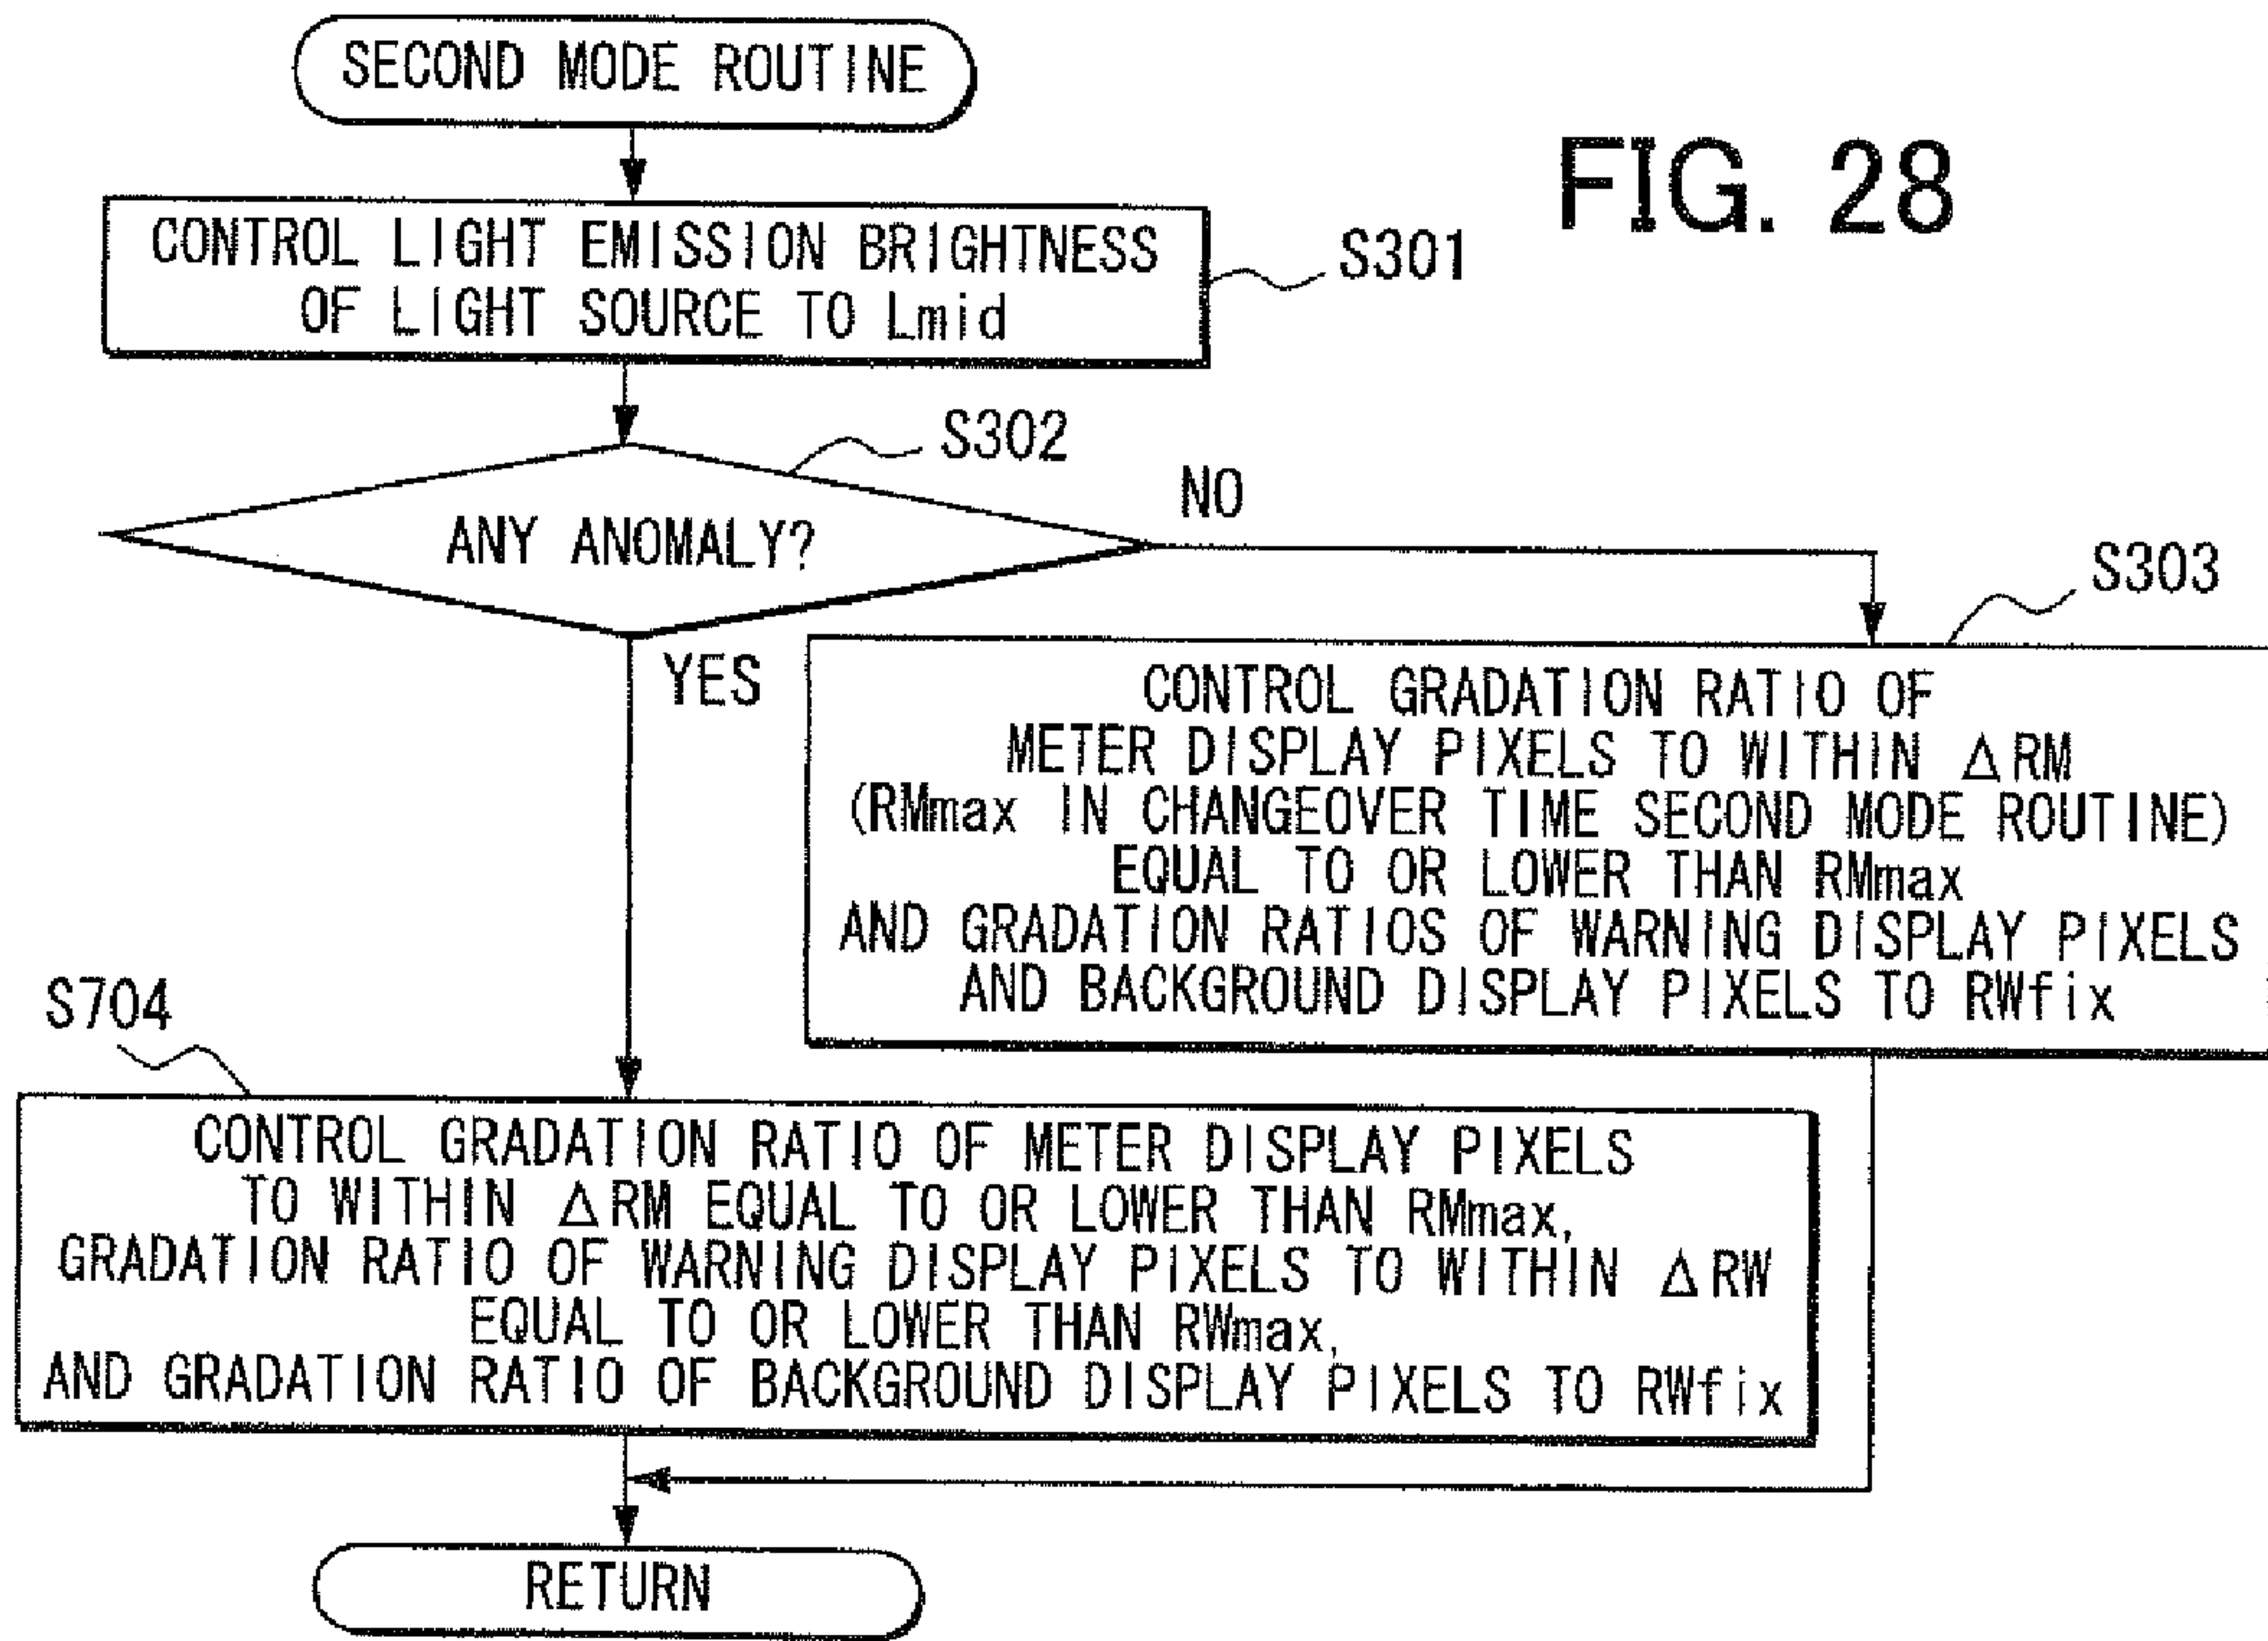 SECOND MODE ROUTINE
FIG. 28
CONTROL LIGHT EMISSION BRIGHTNESS
OF LIGHT SOURCE TO Lmid
S301
S302
ANY ANOMALY?
NO
YES
S303
CONTROL GRADATION RATIO OF
METER DISPLAY PIXELS TO WITHIN ΔRM
(RMmax IN CHANGEOVER TIME SECOND MODE ROUTINE)
EQUAL TO OR LOWER THAN RMmax
AND GRADATION RATIOS OF WARNING DISPLAY PIXELS
AND BACKGROUND DISPLAY PIXELS TO RWfix
S704
CONTROL GRADATION RATIO OF METER DISPLAY PIXELS
TO WITHIN ΔRM EQUAL TO OR LOWER THAN RMmax,
GRADATION RATIO OF WARNING DISPLAY PIXELS TO WITHIN ΔRW
EQUAL TO OR LOWER THAN RWmax,
AND GRADATION RATIO OF BACKGROUND DISPLAY PIXELS TO RWfix
RETURN